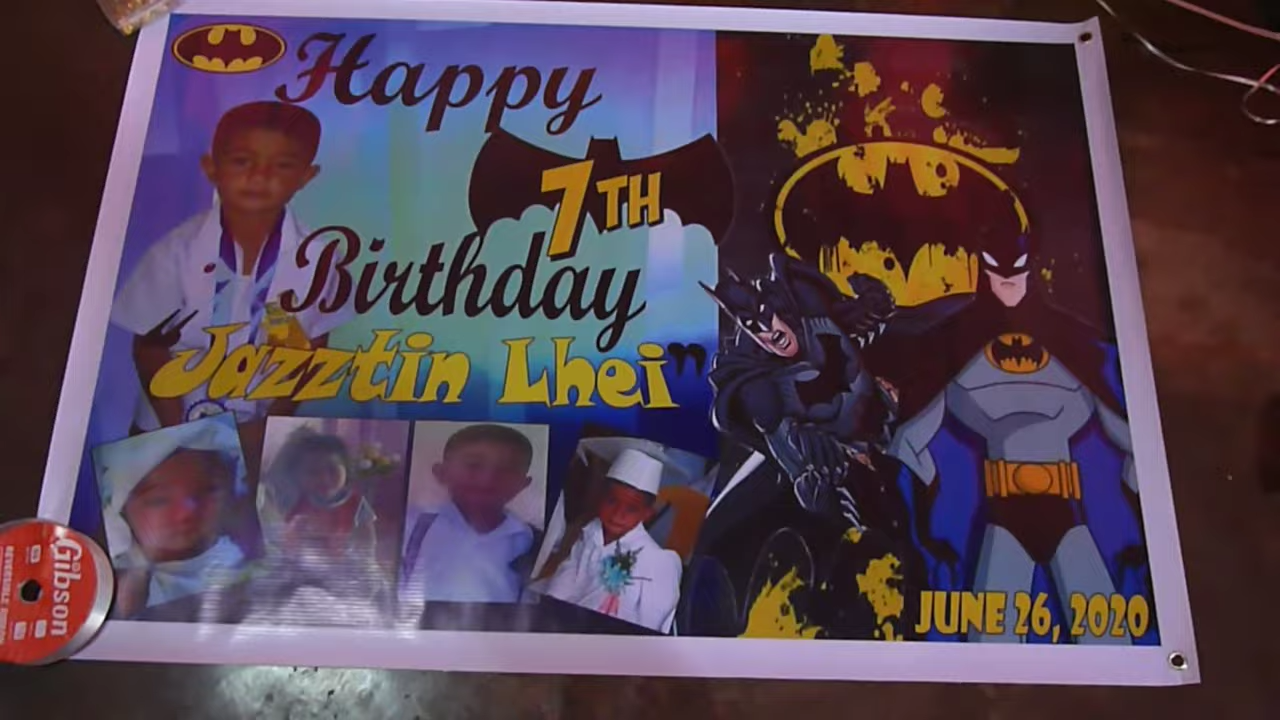 Happy
7TH
Birthday
Jazztin Lhei"
JUNE 26, 2020
Gibson